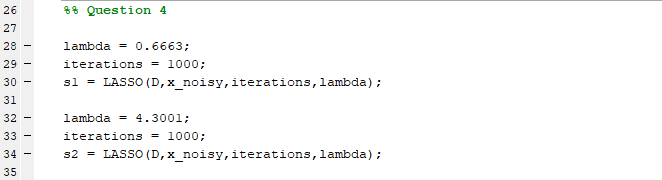 26 %% Question 4
27
28 – lambda = 0.6663;
29 – iterations = 1000;
30 – s1 = LASSO(D,x_noisy,iterations,lambda);
31
32 – lambda = 4.3001;
33 – iterations = 1000;
34 – s2 = LASSO(D,x_noisy,iterations,lambda);
35